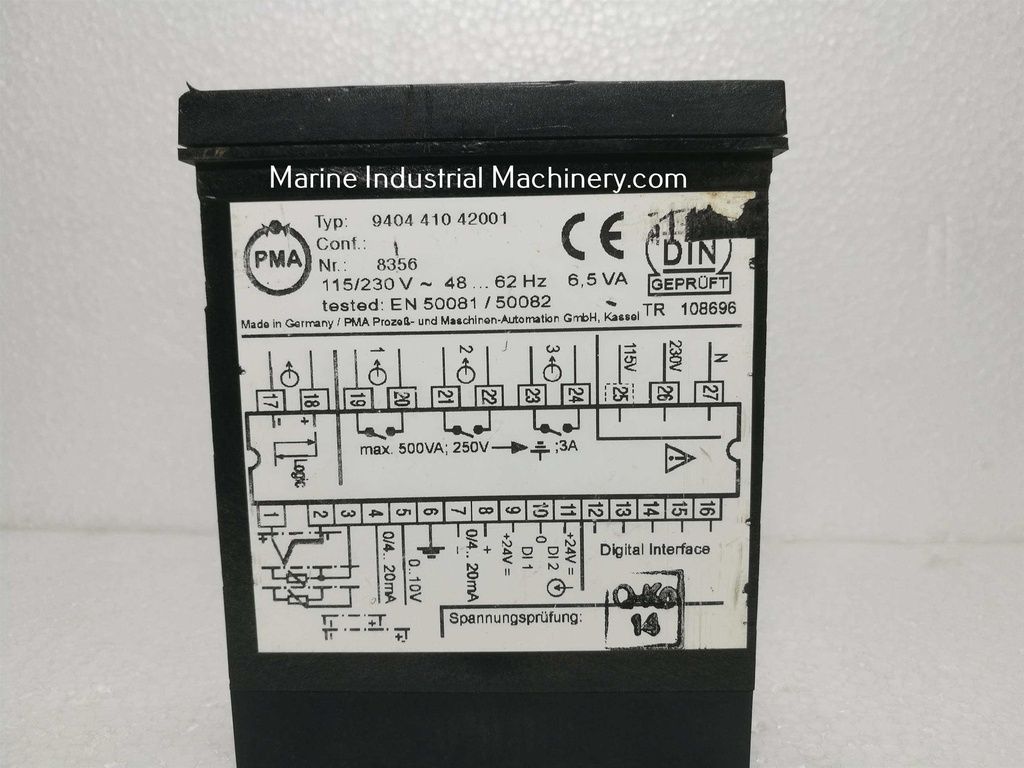 Marine Industrial Machinery.com
PMA
Typ: 9404 410 42001
Conf.:
Nr.: 8356
115/230 V ~ 48 ... 62 Hz 6,5 VA
tested: EN 50081 / 50082
Made in Germany / PMA Prozeß- und Maschinen-Automation GmbH, Kassel
CE
DIN
GEPRÜFT
TR 108696
1 2 3 115V 230V N
17 18 19 20 21 22 23 24 25 26 27
- +
Logic
max. 500VA; 250V ;3A
1 2 3 4 5 6 7 8 9 10 11 12 13 14 15 16
0/4.. 20mA
0..10V
- +
0/4.. 20mA
+24V =
DI 1
0
DI 2
+24V =
Digital Interface
Spannungsprüfung:
14